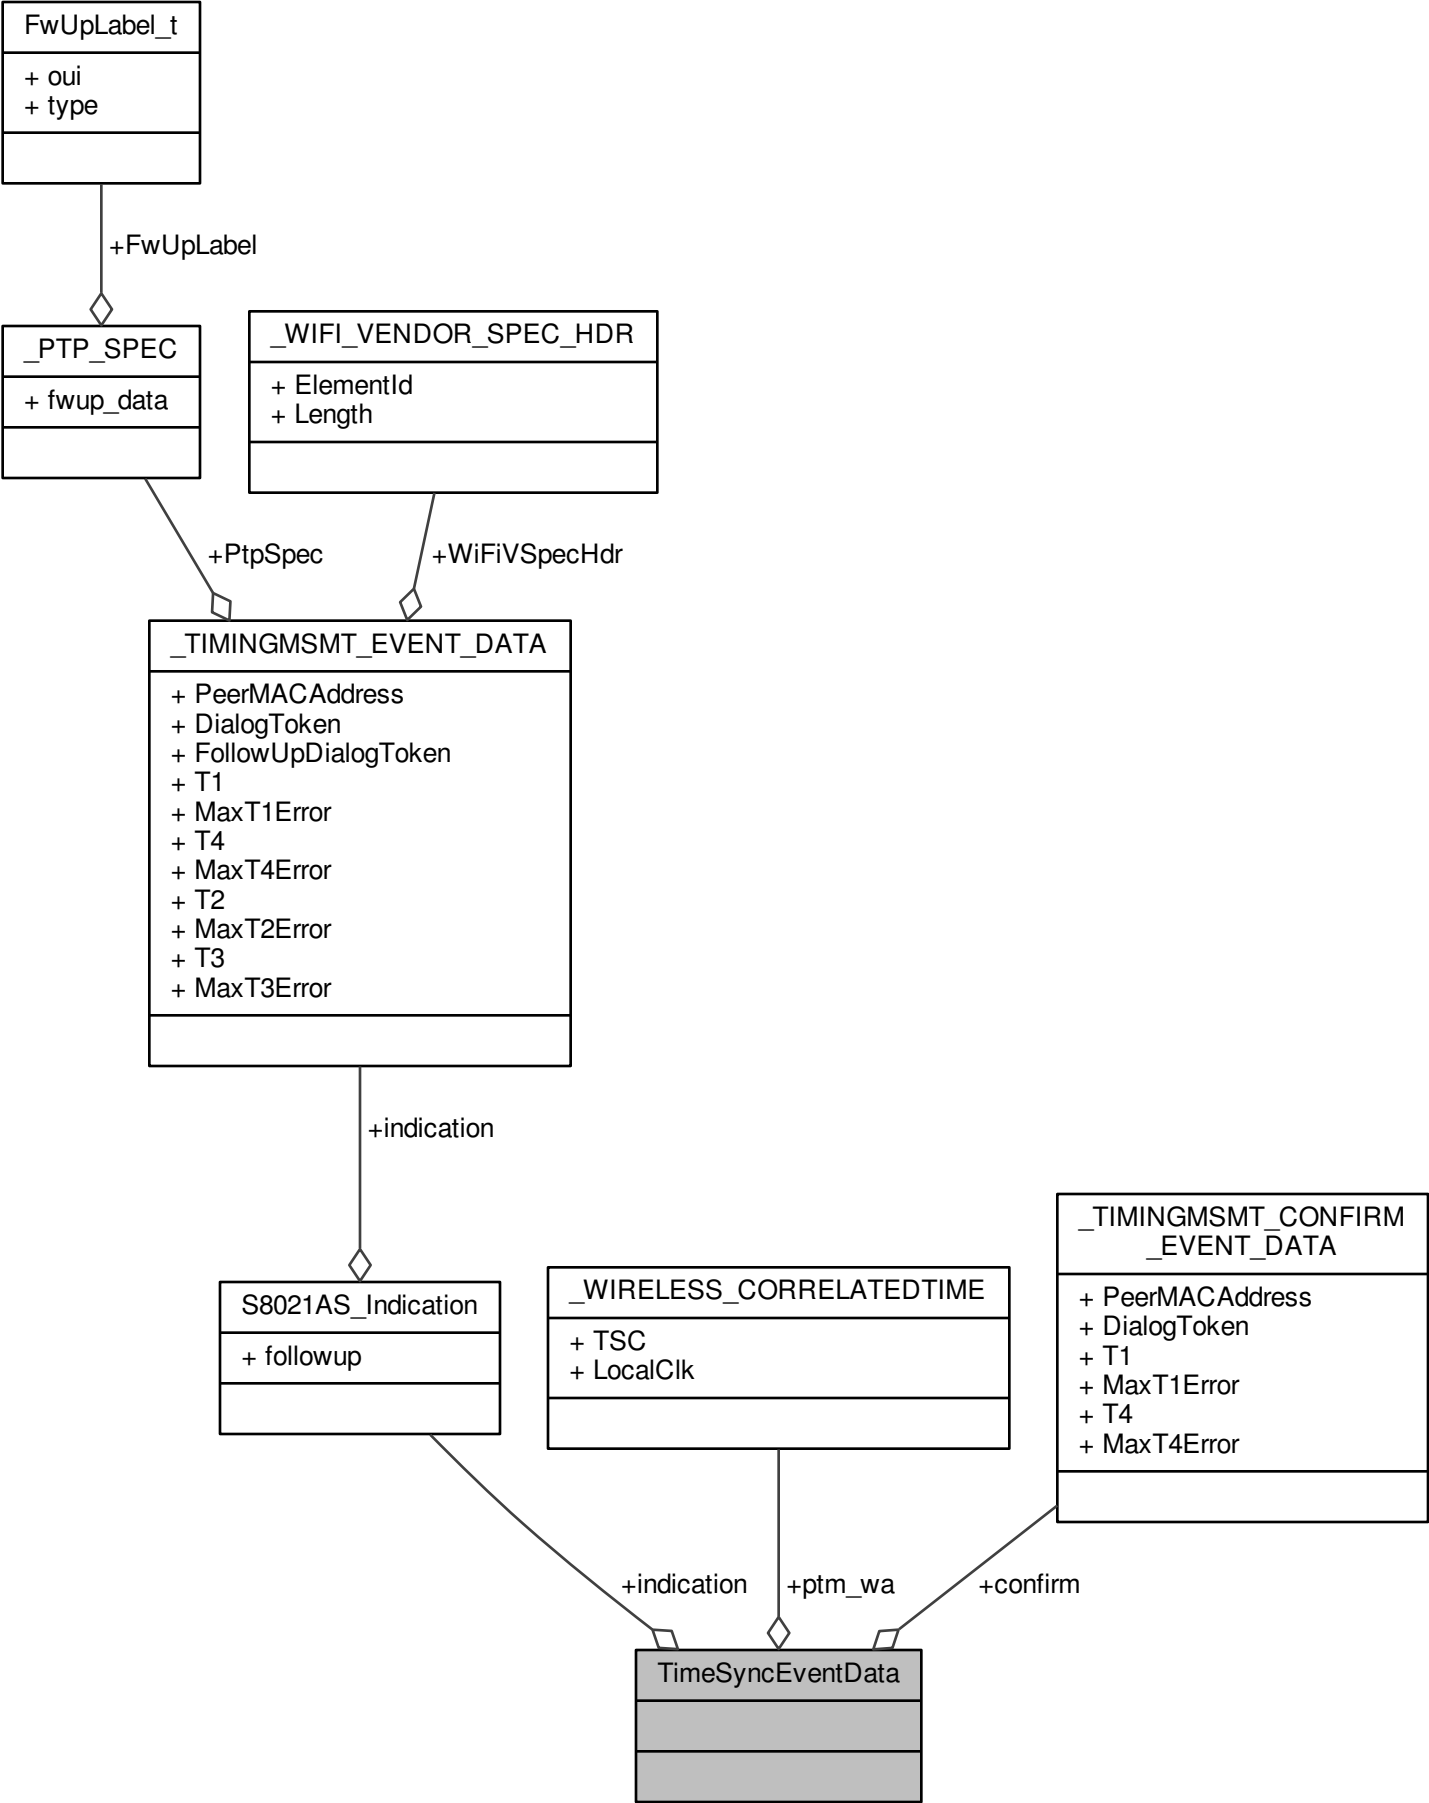 FwUpLabel_t
+ oui
+ type
+FwUpLabel
_PTP_SPEC
+ fwup_data
_WIFI_VENDOR_SPEC_HDR
+ ElementId
+ Length
+PtpSpec
+WiFiVSpecHdr
_TIMINGMSMT_EVENT_DATA
+ PeerMACAddress
+ DialogToken
+ FollowUpDialogToken
+ T1
+ MaxT1Error
+ T4
+ MaxT4Error
+ T2
+ MaxT2Error
+ T3
+ MaxT3Error
+indication
S8021AS_Indication
+ followup
_WIRELESS_CORRELATEDTIME
+ TSC
+ LocalClk
_TIMINGMSMT_CONFIRM
_EVENT_DATA
+ PeerMACAddress
+ DialogToken
+ T1
+ MaxT1Error
+ T4
+ MaxT4Error
+indication
+ptm_wa
+confirm
TimeSyncEventData